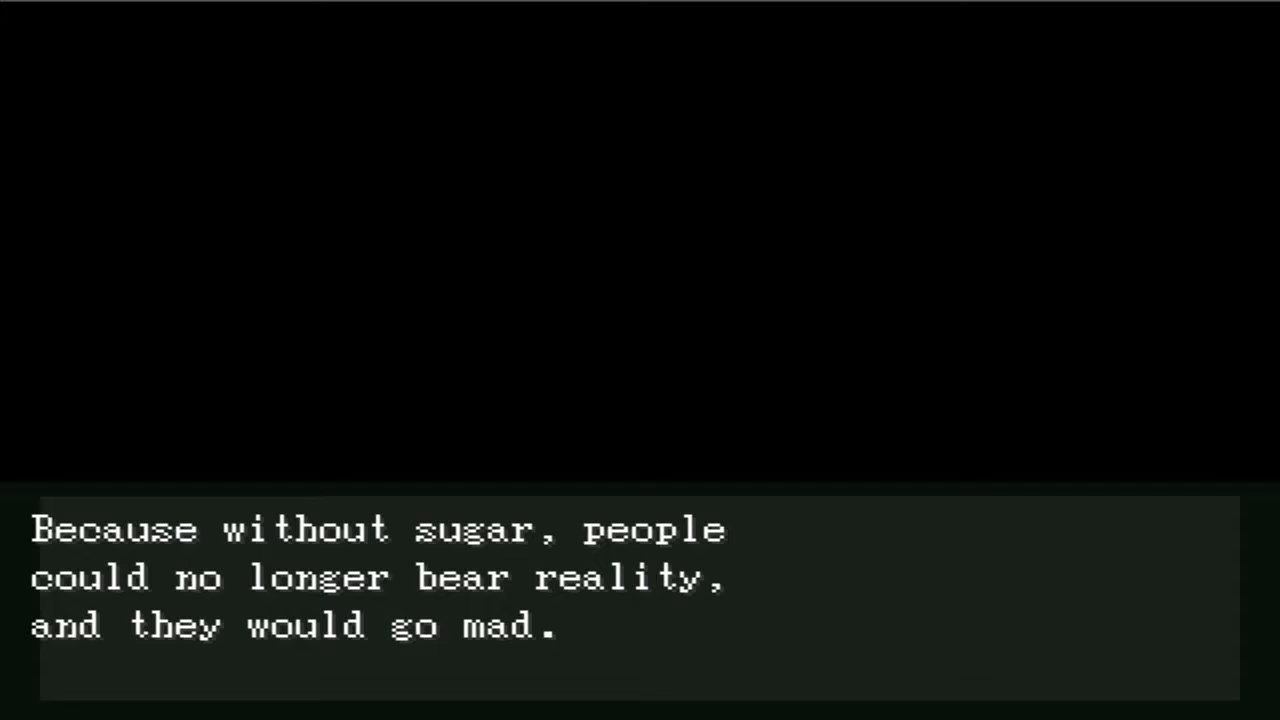 Because without sugar, people
could no longer bear reality,
and they would go mad.